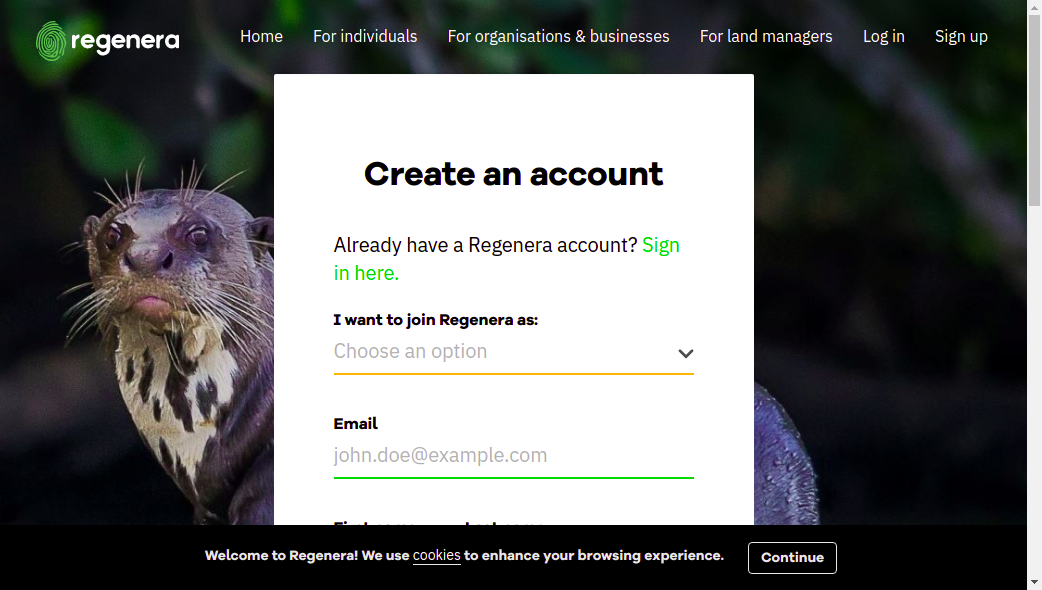 regenera
Home
For individuals
For organisations & businesses
For land managers
Log in
Sign up
Create an account
Already have a Regenera account? Sign
in here.
I want to join Regenera as:
Choose an option
Email
john.doe@example.com
Welcome to Regenera! We use cookies to enhance your browsing experience.
Continue